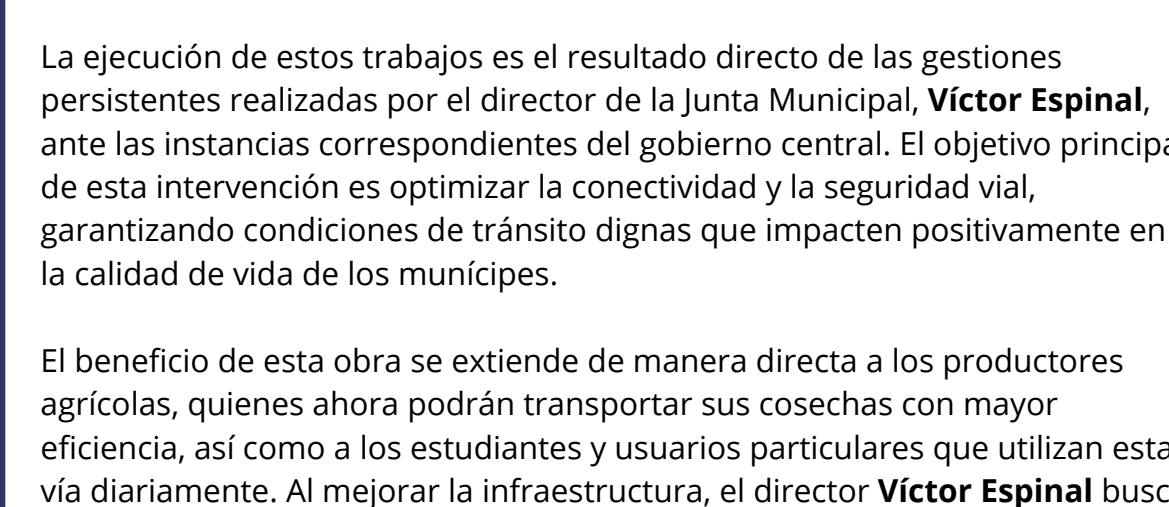 La ejecución de estos trabajos es el resultado directo de las gestiones
persistentes realizadas por el director de la Junta Municipal, Víctor Espinal,
ante las instancias correspondientes del gobierno central. El objetivo principa
de esta intervención es optimizar la conectividad y la seguridad vial,
garantizando condiciones de tránsito dignas que impacten positivamente en
la calidad de vida de los munícipes.
El beneficio de esta obra se extiende de manera directa a los productores
agrícolas, quienes ahora podrán transportar sus cosechas con mayor
eficiencia, así como a los estudiantes y usuarios particulares que utilizan esta
vía diariamente. Al mejorar la infraestructura, el director Víctor Espinal busc